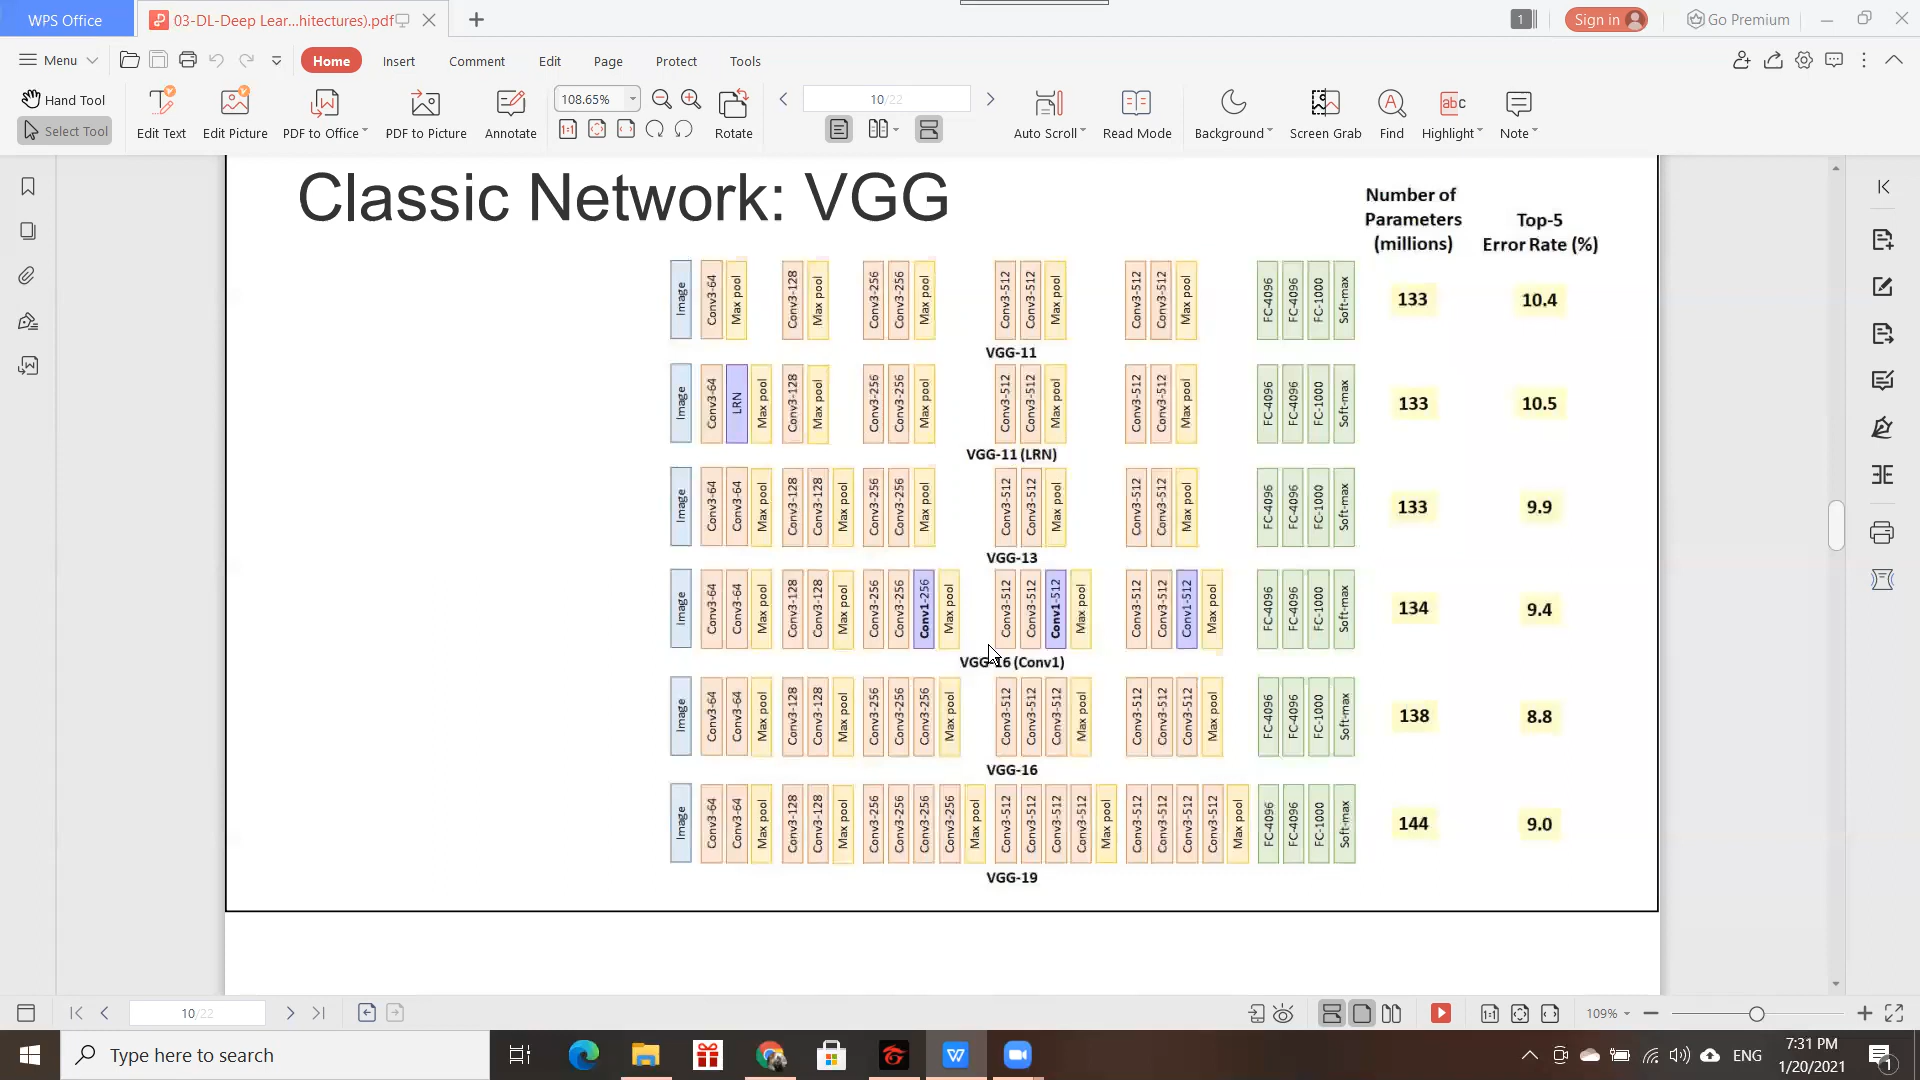 WPS Office
03-DL-Deep Lear...hitectures).pdf
1
Sign in
Go Premium
Menu
Home
Insert
Comment
Edit
Page
Protect
Tools
Hand Tool
Select Tool
Edit Text
Edit Picture
PDF to Office
PDF to Picture
Annotate
108.65%
Rotate
10/22
Auto Scroll
Read Mode
Background
Screen Grab
Find
Highlight
Note
Classic Network: VGG
Number of
Parameters
(millions)
Top-5
Error Rate (%)
Image Conv3-64 Max pool Conv3-128 Max pool Conv3-256 Conv3-256 Max pool Conv3-512 Conv3-512 Max pool Conv3-512 Conv3-512 Max pool FC-4096 FC-4096 FC-1000 Soft-max 133 10.4
VGG-11
Image Conv3-64 LRN Max pool Conv3-128 Max pool Conv3-256 Conv3-256 Max pool Conv3-512 Conv3-512 Max pool Conv3-512 Conv3-512 Max pool FC-4096 FC-4096 FC-1000 Soft-max 133 10.5
VGG-11 (LRN)
Image Conv3-64 Conv3-64 Max pool Conv3-128 Conv3-128 Max pool Conv3-256 Conv3-256 Max pool Conv3-512 Conv3-512 Max pool Conv3-512 Conv3-512 Max pool FC-4096 FC-4096 FC-1000 Soft-max 133 9.9
VGG-13
Image Conv3-64 Conv3-64 Max pool Conv3-128 Conv3-128 Max pool Conv3-256 Conv3-256 Conv1-256 Max pool Conv3-512 Conv3-512 Conv1-512 Max pool Conv3-512 Conv3-512 Conv1-512 Max pool FC-4096 FC-4096 FC-1000 Soft-max 134 9.4
VGG-16 (Conv1)
Image Conv3-64 Conv3-64 Max pool Conv3-128 Conv3-128 Max pool Conv3-256 Conv3-256 Conv3-256 Max pool Conv3-512 Conv3-512 Conv3-512 Max pool Conv3-512 Conv3-512 Conv3-512 Max pool FC-4096 FC-4096 FC-1000 Soft-max 138 8.8
VGG-16
Image Conv3-64 Conv3-64 Max pool Conv3-128 Conv3-128 Max pool Conv3-256 Conv3-256 Conv3-256 Conv3-256 Max pool Conv3-512 Conv3-512 Conv3-512 Conv3-512 Max pool Conv3-512 Conv3-512 Conv3-512 Conv3-512 Max pool FC-4096 FC-4096 FC-1000 Soft-max 144 9.0
VGG-19
10/22
109%
Type here to search
ENG
7:31 PM
1/20/2021
1